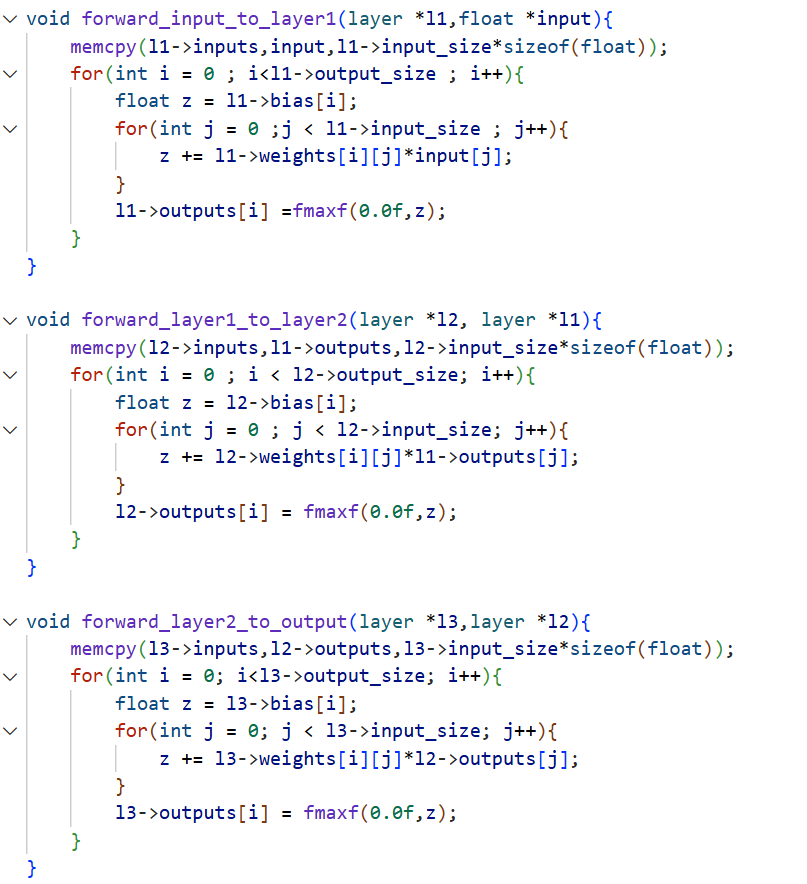 void forward_input_to_layer1(layer *l1,float *input){
    memcpy(l1->inputs,input,l1->input_size*sizeof(float));
    for(int i = 0 ; i<l1->output_size ; i++){
        float z = l1->bias[i];
        for(int j = 0 ;j < l1->input_size ; j++){
            z += l1->weights[i][j]*input[j];
        }
        l1->outputs[i] =fmaxf(0.0f,z);
    }
}

void forward_layer1_to_layer2(layer *l2, layer *l1){
    memcpy(l2->inputs,l1->outputs,l2->input_size*sizeof(float));
    for(int i = 0 ; i < l2->output_size; i++){
        float z = l2->bias[i];
        for(int j = 0 ; j < l2->input_size; j++){
            z += l2->weights[i][j]*l1->outputs[j];
        }
        l2->outputs[i] = fmaxf(0.0f,z);
    }
}

void forward_layer2_to_output(layer *l3,layer *l2){
    memcpy(l3->inputs,l2->outputs,l3->input_size*sizeof(float));
    for(int i = 0; i<l3->output_size; i++){
        float z = l3->bias[i];
        for(int j = 0; j < l3->input_size; j++){
            z += l3->weights[i][j]*l2->outputs[j];
        }
        l3->outputs[i] = fmaxf(0.0f,z);
    }
}